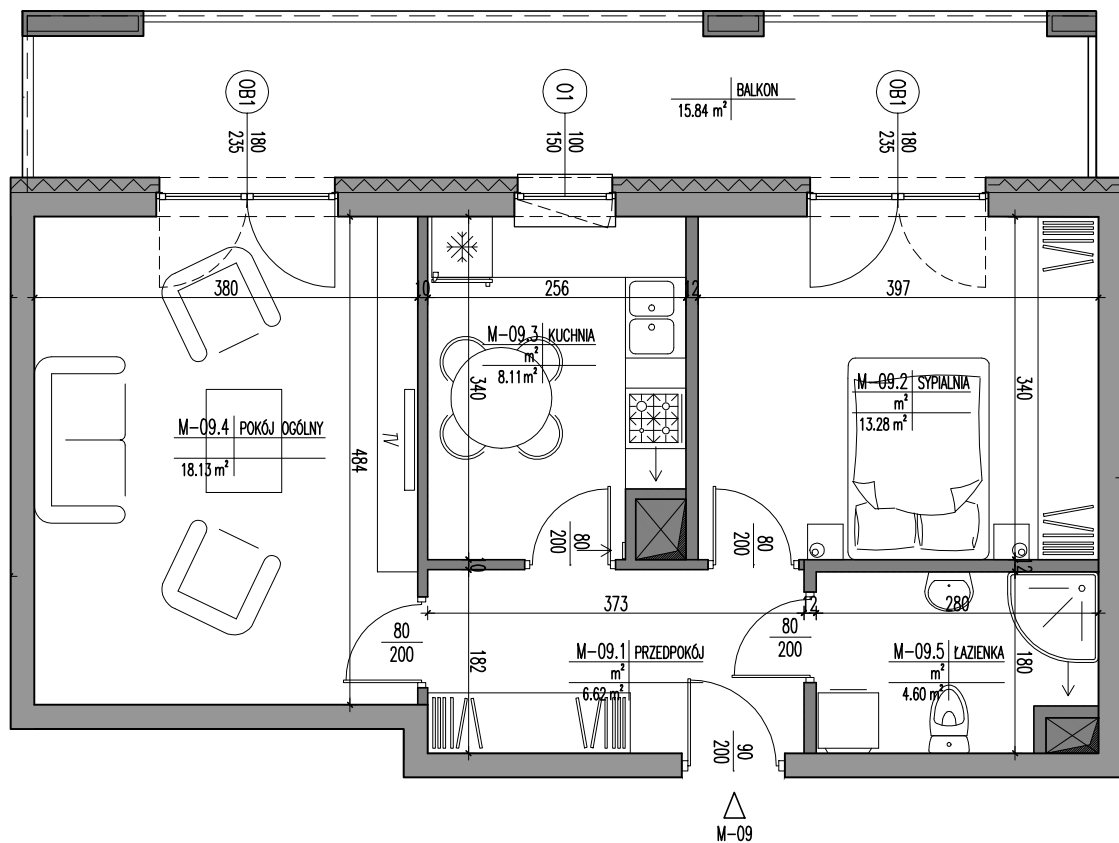 BALKON
15.84 m²
OB1
180
235
O1
100
150
OB1
180
235
380
10
256
12
397
M-09.3 KUCHNIA
m²
8.11 m²
340
M-09.2 SYPIALNIA
m²
13.28 m²
340
M-09.4 POKÓJ OGÓLNY
18.13 m²
484
TV
80
200
80
200
10
12
373
12
280
80
200
80
200
182
M-09.1 PRZEDPOKÓJ
m²
6.62 m²
M-09.5 ŁAZIENKA
m²
4.60 m²
180
90
200
M-09